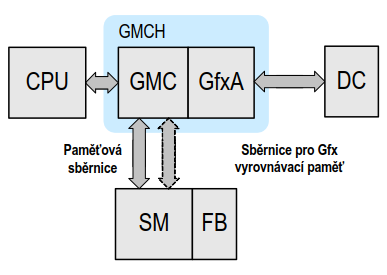 GMCH
CPU
GMC
GfxA
DC
Paměťová
sběrnice
Sběrnice pro Gfx
vyrovnávací paměť
SM
FB